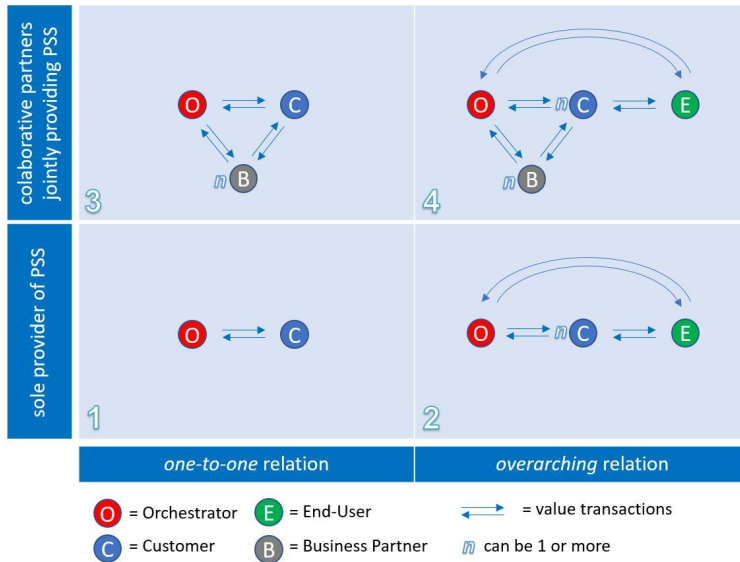 colaborative partners
jointly providing PSS
O
C
n B
3
O
n C
E
n B
4
sole provider of PSS
O
C
1
O
n C
E
2
one-to-one relation
overarching relation
O = Orchestrator
E = End-User
= value transactions
C = Customer
B = Business Partner
n can be 1 or more